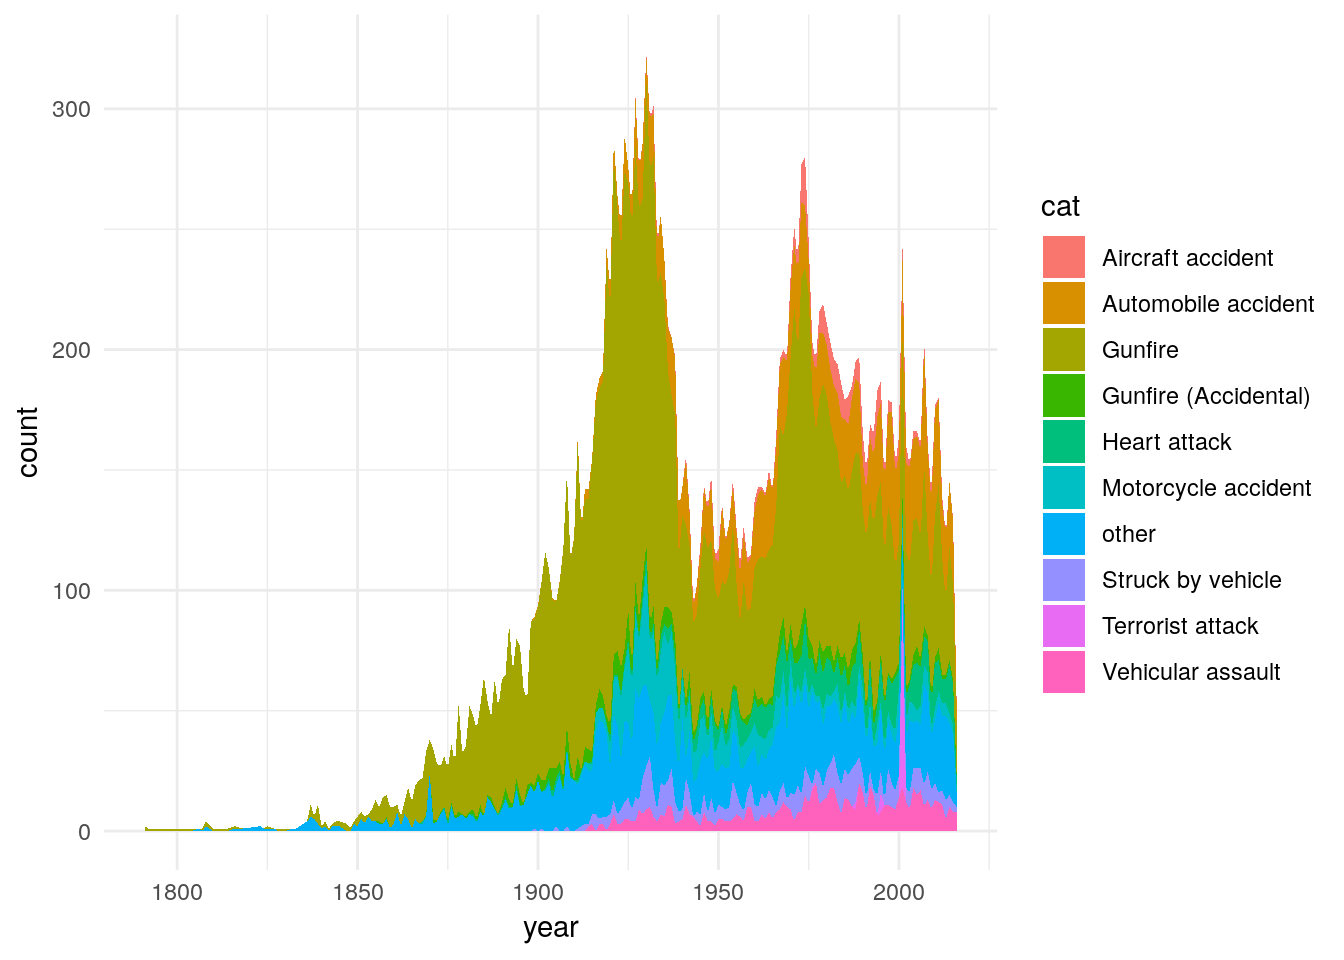 300
200
100
0
count
1800
1850
1900
1950
2000
year
cat
Aircraft accident
Automobile accident
Gunfire
Gunfire (Accidental)
Heart attack
Motorcycle accident
other
Struck by vehicle
Terrorist attack
Vehicular assault